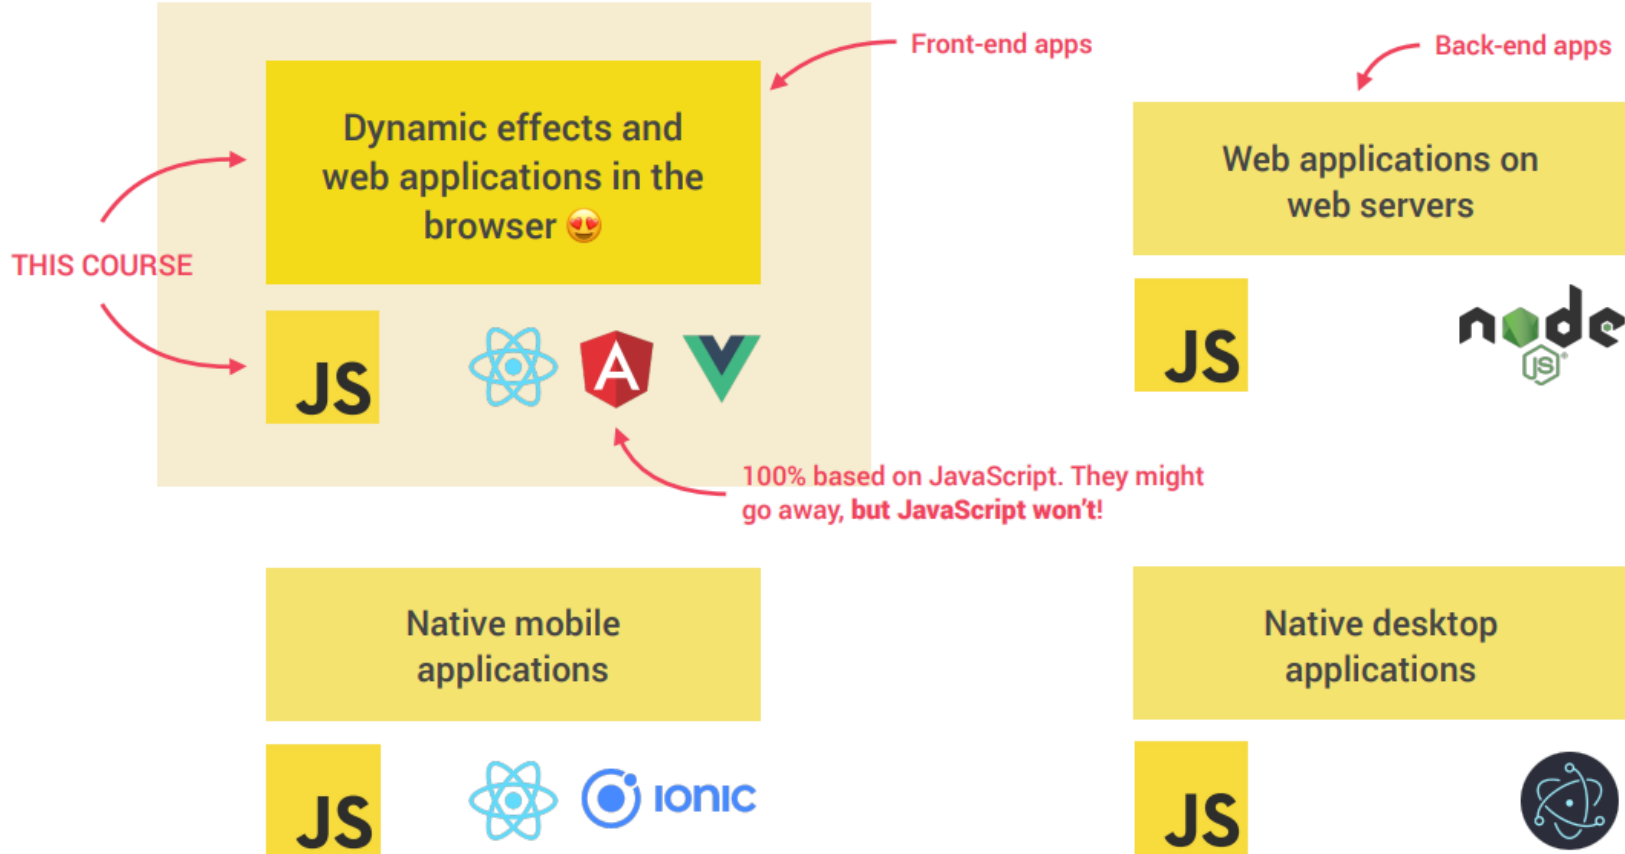 Front-end apps
Back-end apps
Dynamic effects and
web applications in the
browser 😍
Web applications on
web servers
THIS COURSE
JS
A
JS
node
JS®
100% based on JavaScript. They might
go away, but JavaScript won't!
Native mobile
applications
Native desktop
applications
JS
IONIC
JS